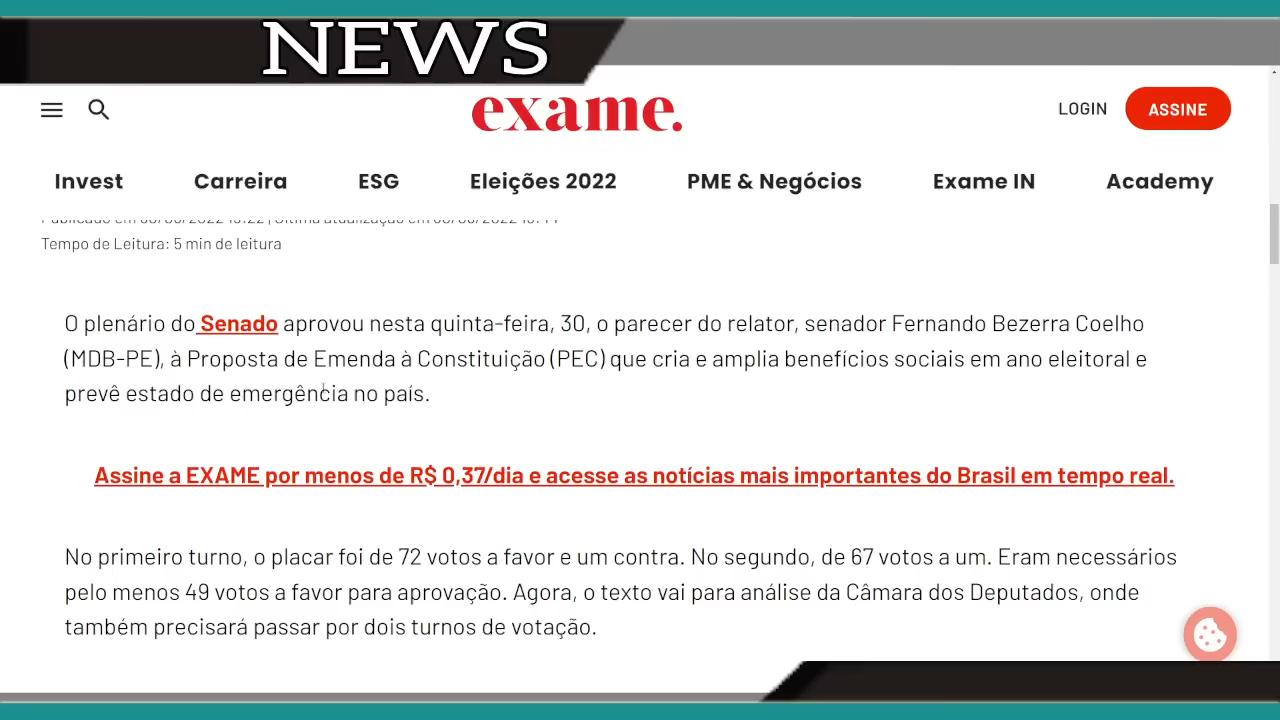 NEWS
exame.
LOGIN
ASSINE
Invest
Carreira
ESG
Eleições 2022
PME & Negócios
Exame IN
Academy
Tempo de Leitura: 5 min de leitura
O plenário do Senado aprovou nesta quinta-feira, 30, o parecer do relator, senador Fernando Bezerra Coelho
(MDB-PE), à Proposta de Emenda à Constituição (PEC) que cria e amplia benefícios sociais em ano eleitoral e
prevê estado de emergência no país.
Assine a EXAME por menos de R$ 0,37/dia e acesse as notícias mais importantes do Brasil em tempo real.
No primeiro turno, o placar foi de 72 votos a favor e um contra. No segundo, de 67 votos a um. Eram necessários
pelo menos 49 votos a favor para aprovação. Agora, o texto vai para análise da Câmara dos Deputados, onde
também precisará passar por dois turnos de votação.